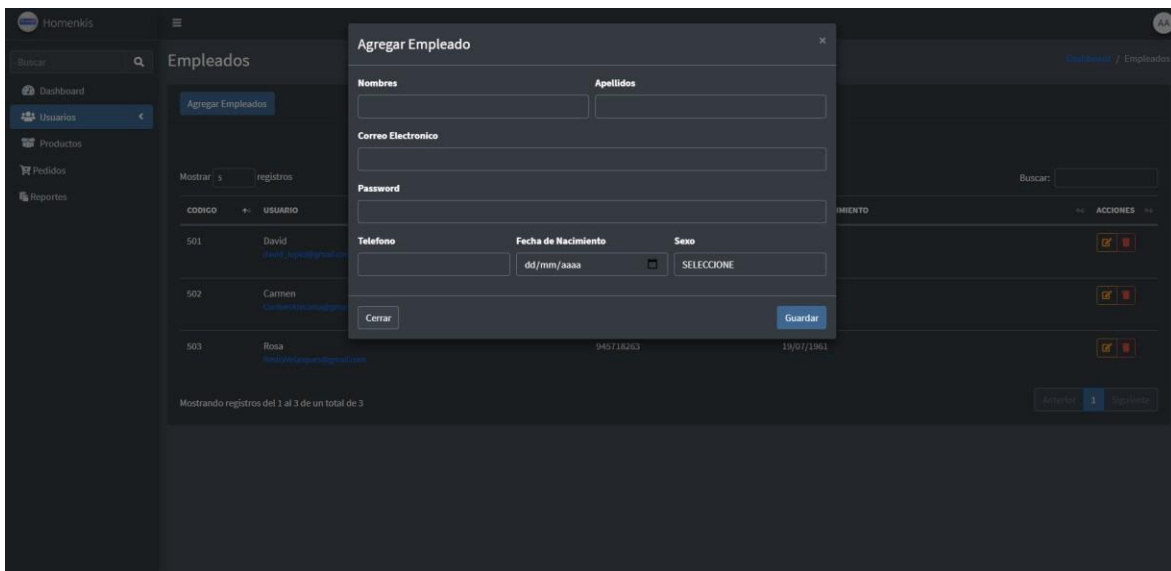 Homenkis
AA
Agregar Empleado
×
Buscar
Empleados
Dashboard / Empleados
Dashboard
Usuarios
Productos
Pedidos
Reportes
Agregar Empleados
Nombres
Apellidos
Correo Electronico
Password
Telefono
Fecha de Nacimiento
Sexo
dd/mm/aaaa
SELECCIONE
Cerrar
Guardar
Mostrar 5 registros
Buscar:
CODIGO
USUARIO
IMIENTO
ACCIONES
501
David
502
Carmen
503
Rosa
945718263
19/07/1961
Mostrando registros del 1 al 3 de un total de 3
Anterior 1 Siguiente